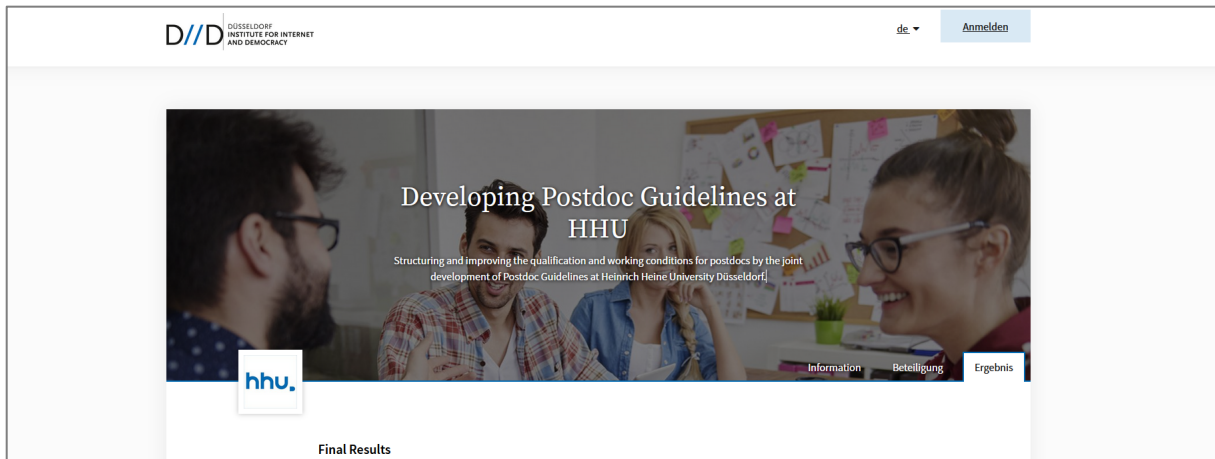 D//D DÜSSELDORF
INSTITUTE FOR INTERNET
AND DEMOCRACY
de
Anmelden
Developing Postdoc Guidelines at
HHU
Structuring and improving the qualification and working conditions for postdocs by the joint
development of Postdoc Guidelines at Heinrich Heine University Düsseldorf.
hhu.
Information
Beteiligung
Ergebnis
Final Results